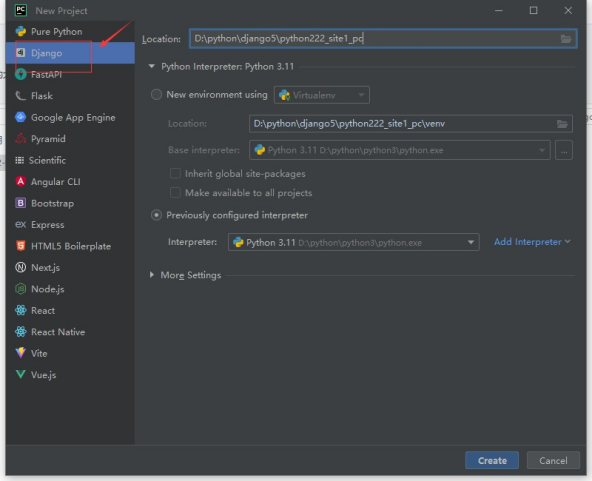 New Project
Pure Python
Django
FastAPI
Flask
Google App Engine
Pyramid
Scientific
Angular CLI
Bootstrap
Express
HTML5 Boilerplate
Next.js
Node.js
React
React Native
Vite
Vue.js
Location: D:\python\django5\python222_site1_pc
Python Interpreter: Python 3.11
New environment using Virtualenv
Location: D:\python\django5\python222_site1_pc\venv
Base interpreter: Python 3.11 D:\python\python3\python.exe
Inherit global site-packages
Make available to all projects
Previously configured interpreter
Interpreter: Python 3.11 D:\python\python3\python.exe Add Interpreter
More Settings
Create Cancel